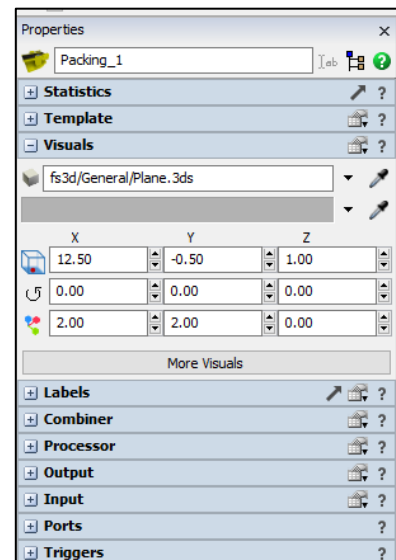 Properties
Packing_1
Statistics
Template
Visuals
fs3d/General/Plane.3ds
X Y Z
12.50 -0.50 1.00
0.00 0.00 0.00
2.00 2.00 0.00
More Visuals
Labels
Combiner
Processor
Output
Input
Ports
Triggers